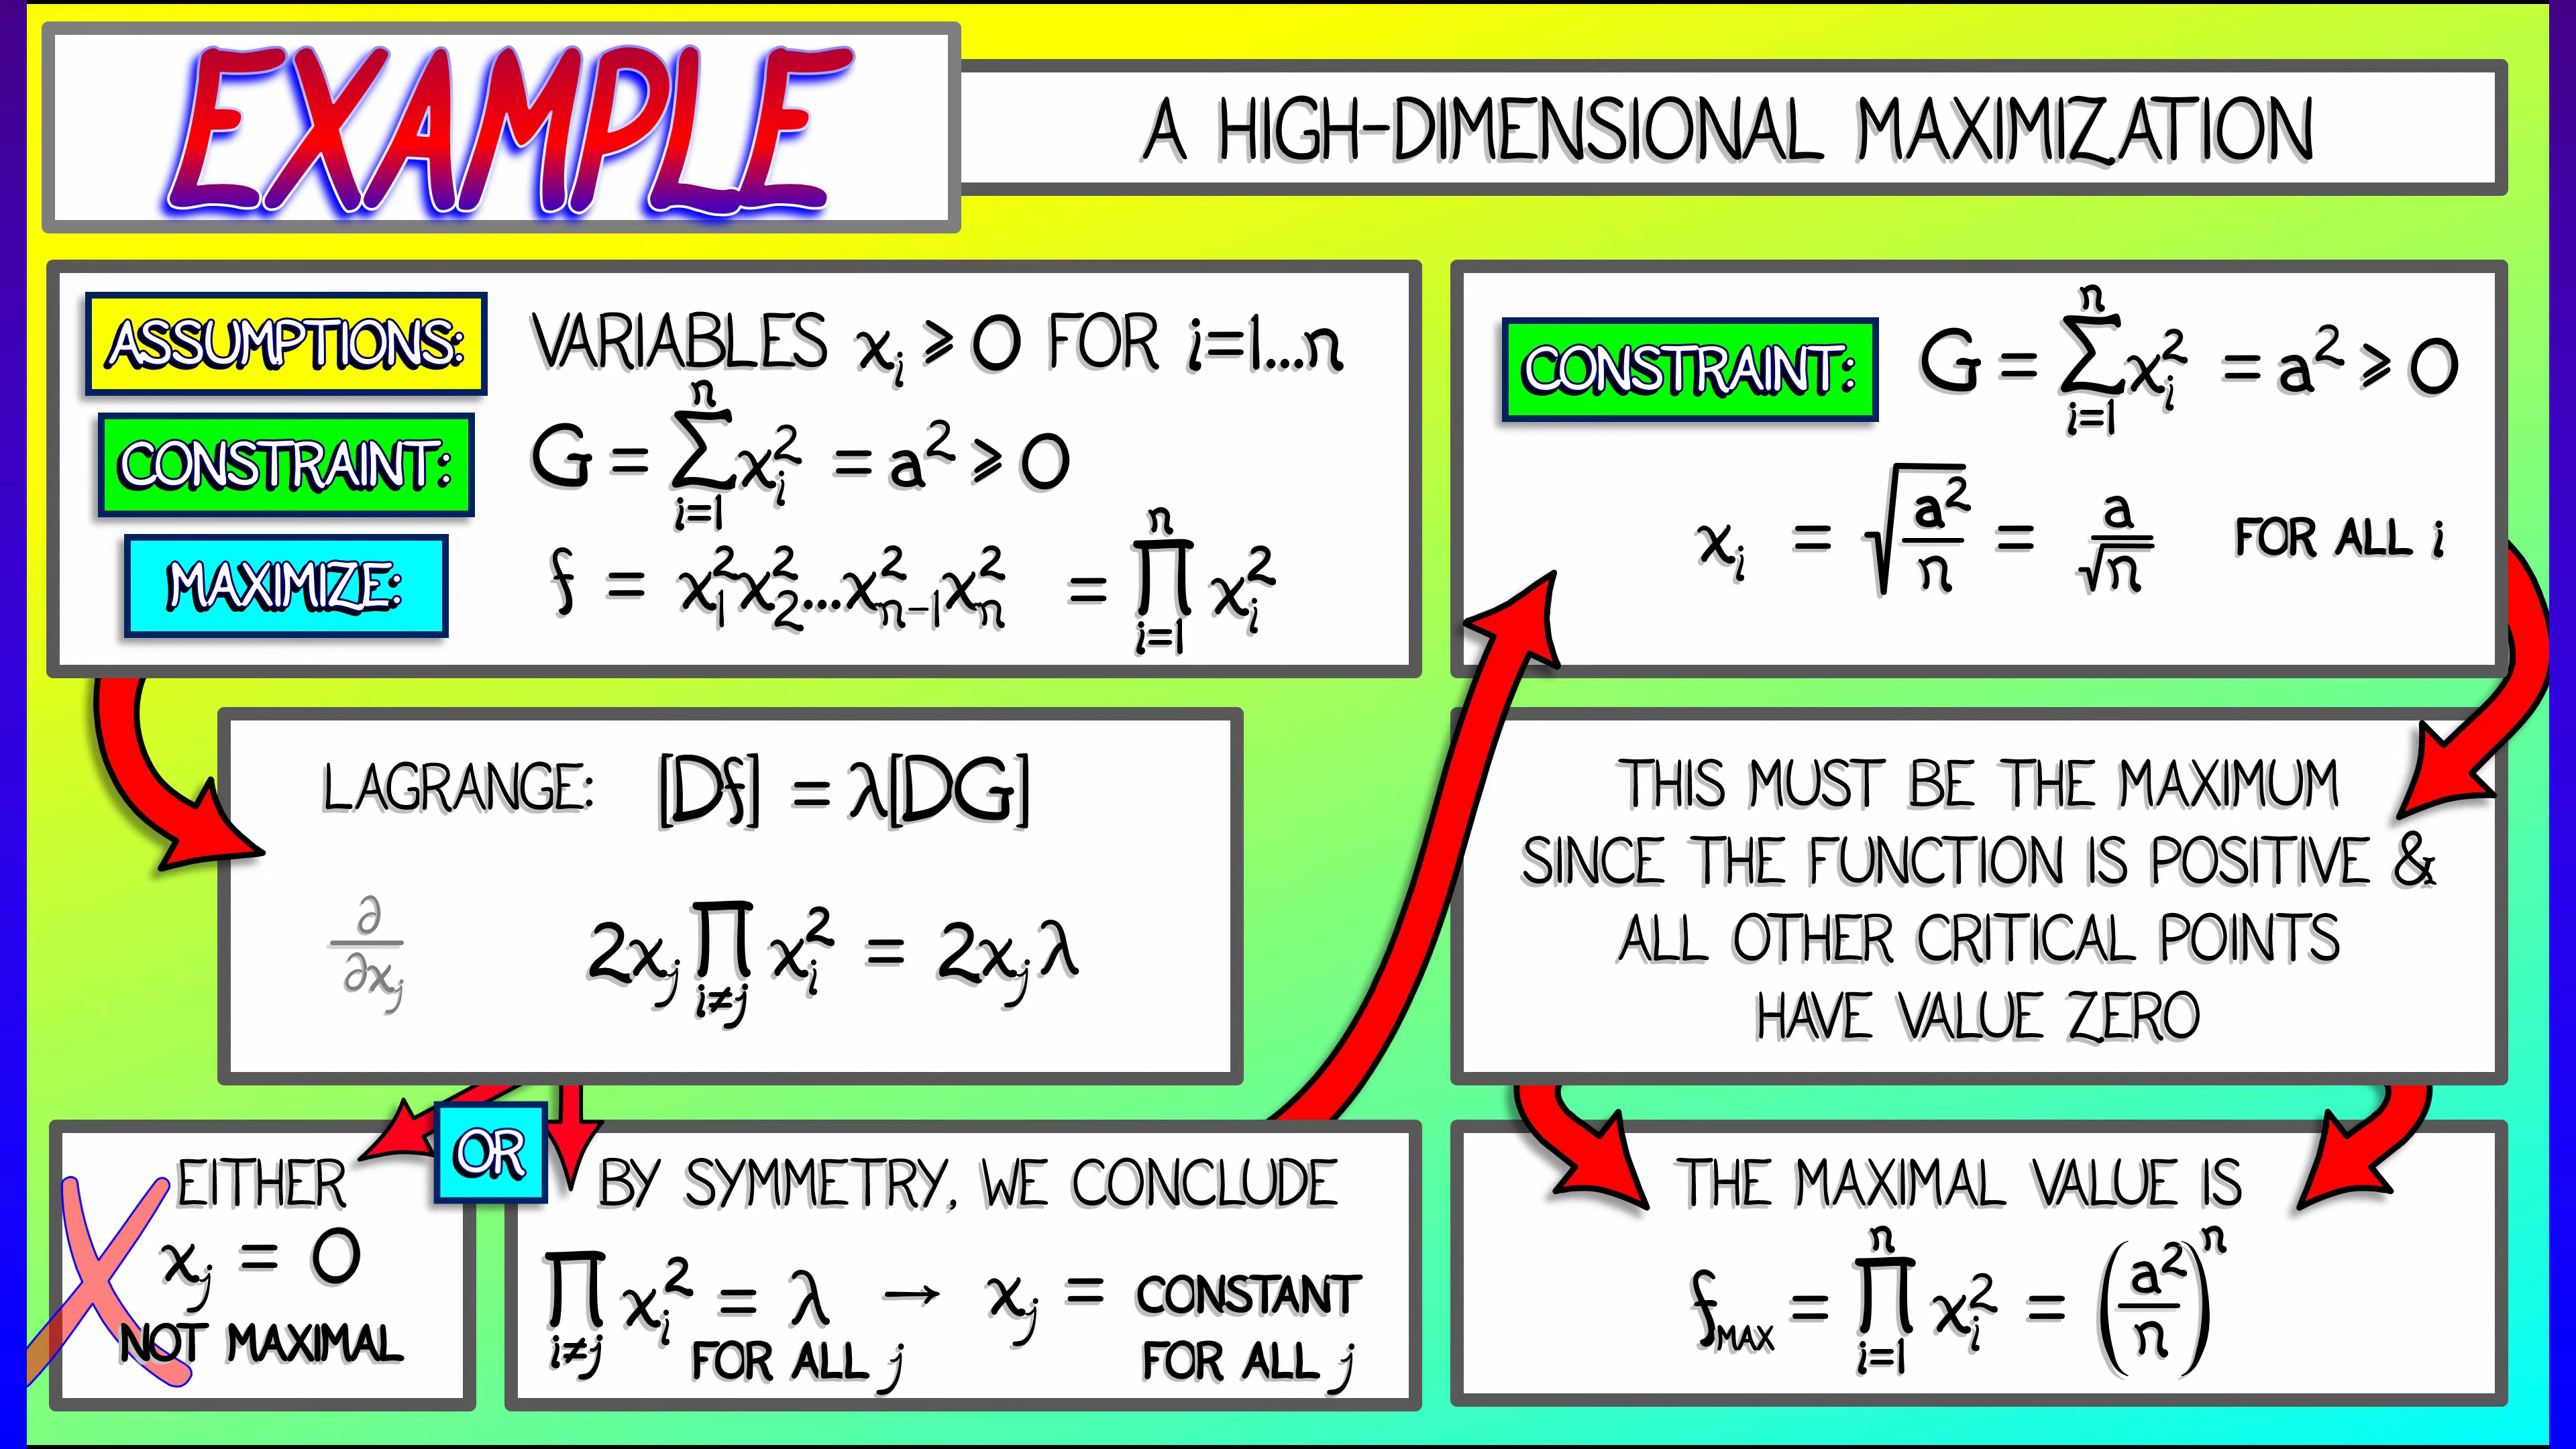 EXAMPLE
A HIGH-DIMENSIONAL MAXIMIZATION
ASSUMPTIONS: VARIABLES xᵢ ⩾ 0 FOR i=1...n
CONSTRAINT: G = ∑ᵢ₌₁ⁿ xᵢ² = a² ⩾ 0
MAXIMIZE: f = x₁²x₂²...xₙ₋₁²xₙ² = ∏ᵢ₌₁ⁿ xᵢ²
LAGRANGE: [Df] = λ[DG]
∂/∂xⱼ 2xⱼ ∏_{i≠j} xᵢ² = 2xⱼλ
EITHER
xⱼ = 0
NOT MAXIMAL
OR
BY SYMMETRY, WE CONCLUDE
∏_{i≠j} xᵢ² = λ → xⱼ = CONSTANT
FOR ALL j FOR ALL j
CONSTRAINT: G = ∑ᵢ₌₁ⁿ xᵢ² = a² ⩾ 0
xᵢ = √(a²/n) = a/√n FOR ALL i
THIS MUST BE THE MAXIMUM
SINCE THE FUNCTION IS POSITIVE &
ALL OTHER CRITICAL POINTS
HAVE VALUE ZERO
THE MAXIMAL VALUE IS
f_MAX = ∏ᵢ₌₁ⁿ xᵢ² = (a²/n)ⁿ